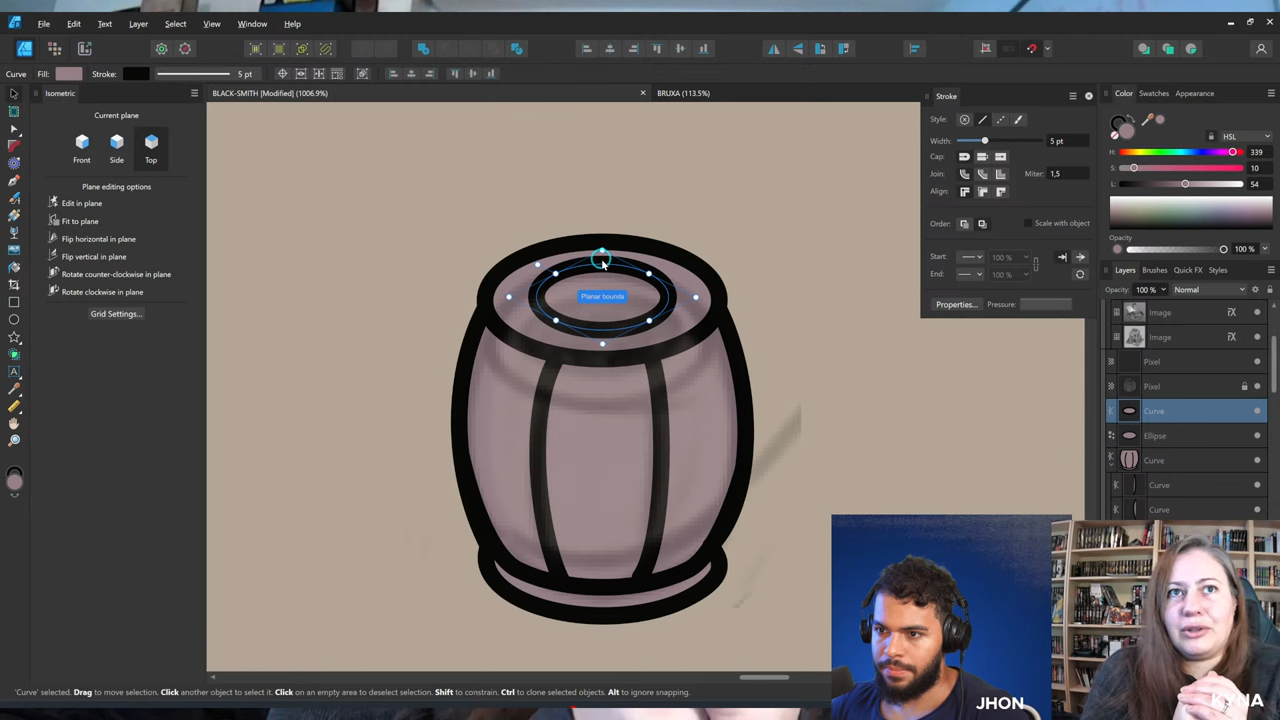 File Edit Text Layer Select View Window Help
Curve Fill: Stroke: 5 pt
Isometric
Current plane
Front Side Top
Plane editing options
Edit in plane
Fit to plane
Flip horizontal in plane
Flip vertical in plane
Rotate counter-clockwise in plane
Rotate clockwise in plane
Grid Settings...
BLACK-SMITH [Modified] (1006.9%)
BRUXA (113.5%)
Planar bounds
Stroke
Style:
Width: 5 pt
Cap:
Join: Miter: 1,5
Align:
Order: Scale with object
Start: 100 %
End: 100 %
Properties... Pressure:
Color Swatches Appearance
HSL
H: 339
S: 10
L: 54
Opacity
100 %
Layers Brushes Quick FX Styles
Opacity: 100 % Normal
Image FX
Image FX
Pixel
Pixel
Curve
Ellipse
Curve
Curve
Curve
'Curve' selected. Drag to move selection. Click another object to select it. Click on an empty area to deselect selection. Shift to constrain. Ctrl to clone selected objects. Alt to ignore snapping.
JHON
KYNA